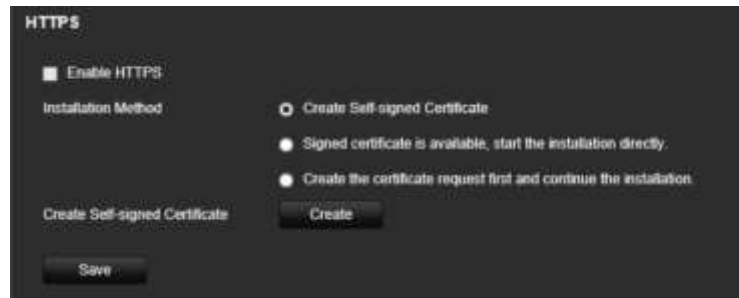 HTTPS
Enable HTTPS
Installation Method
Create Self-signed Certificate
Signed certificate is available, start the installation directly.
Create the certificate request first and continue the installation.
Create Self-signed Certificate
Create
Save